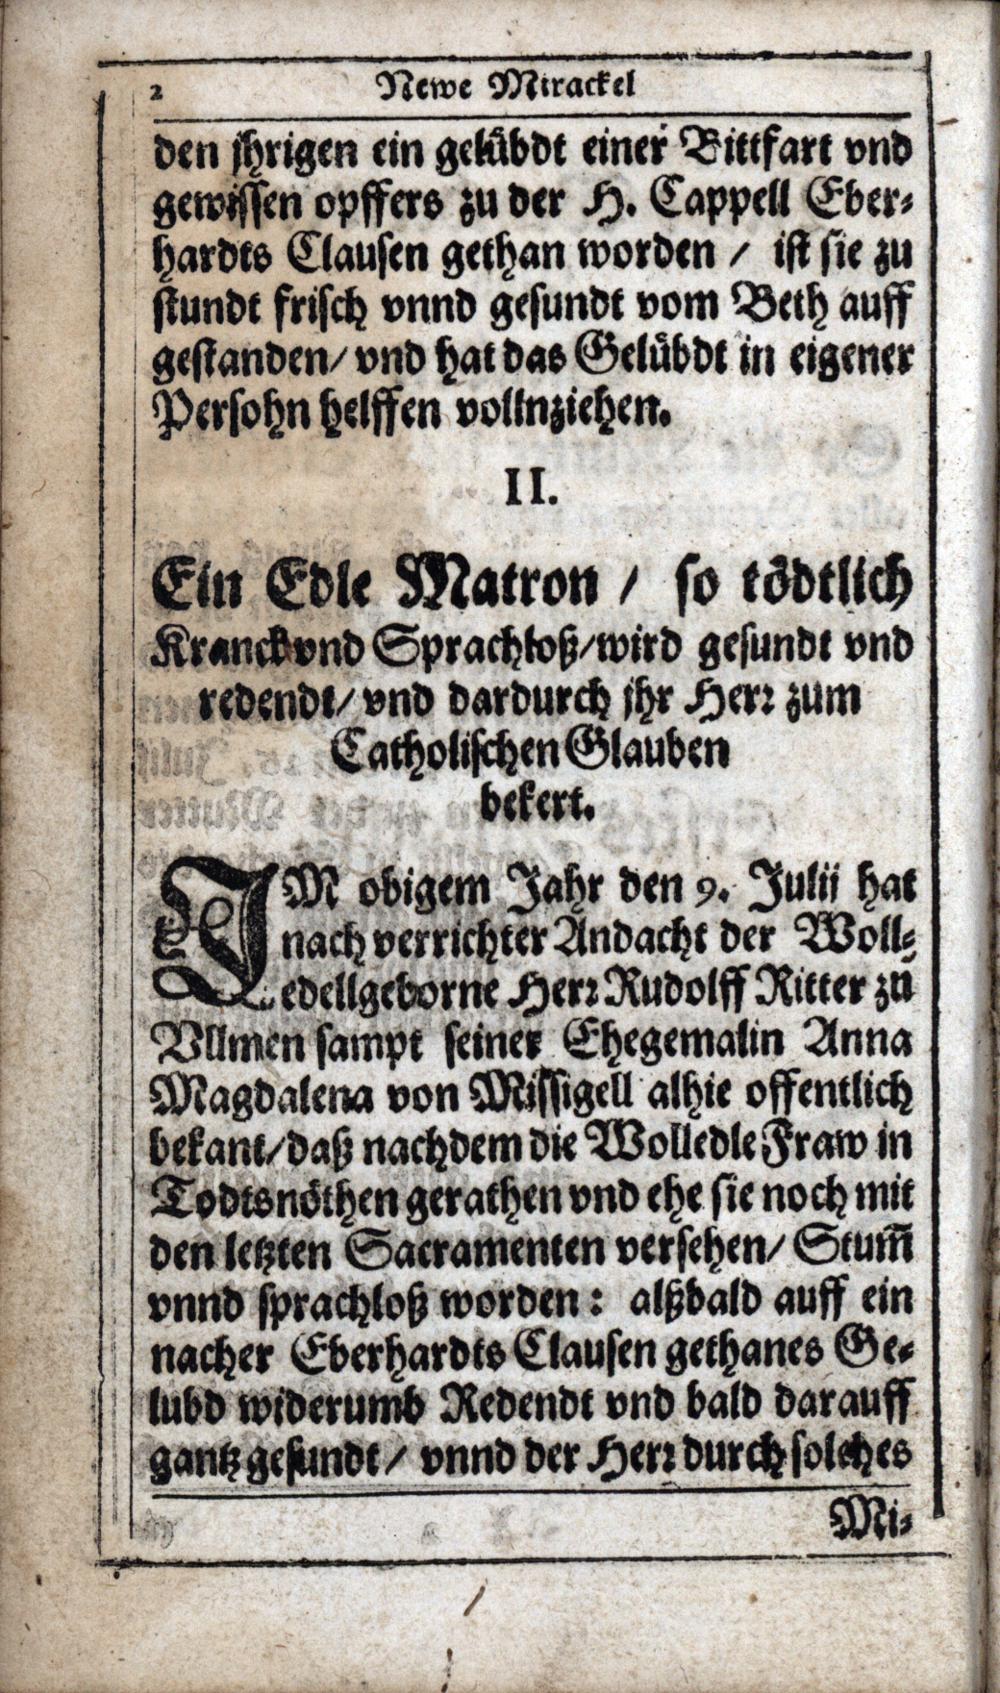 2 Newe Mirackel
den jhrigen ein gelübdt einer Bittfart vnd
gewissen opffers zu der H. Cappell Eber-
hardts Clausen gethan worden / ist sie zu
stundt frisch vnnd gesundt vom Beth auff
gestanden/ vnd hat das Gelübdt in eigener
Persohn helffen vollnziehen.
II.
Ein Edle Matron / so tödtlich
Kranck vnd Sprachloß/wird gesundt vnd
redendt/ vnd dardurch jhr Herr zum
Catholischen Glauben
bekert.
IM obigem Jahr den 9. Julii hat
nach verrichter Andacht der Woll-
edellgeborne Herr Rudolff Ritter zu
Vllmen sampt seiner Ehegemalin Anna
Magdalena von Missigell alhie offentlich
bekant/daß nachdem die Wolledle Fraw in
Todtsnöthen gerathen vnd ehe sie noch mit
den letzten Sacramenten versehen/ Stum̄
vnnd sprachloß worden: alßbald auff ein
nacher Eberhardts Clausen gethanes Ge-
lubd widerumb Redendt vnd bald darauff
gantz gesundt / vnnd der Herr durch solches
Mi-